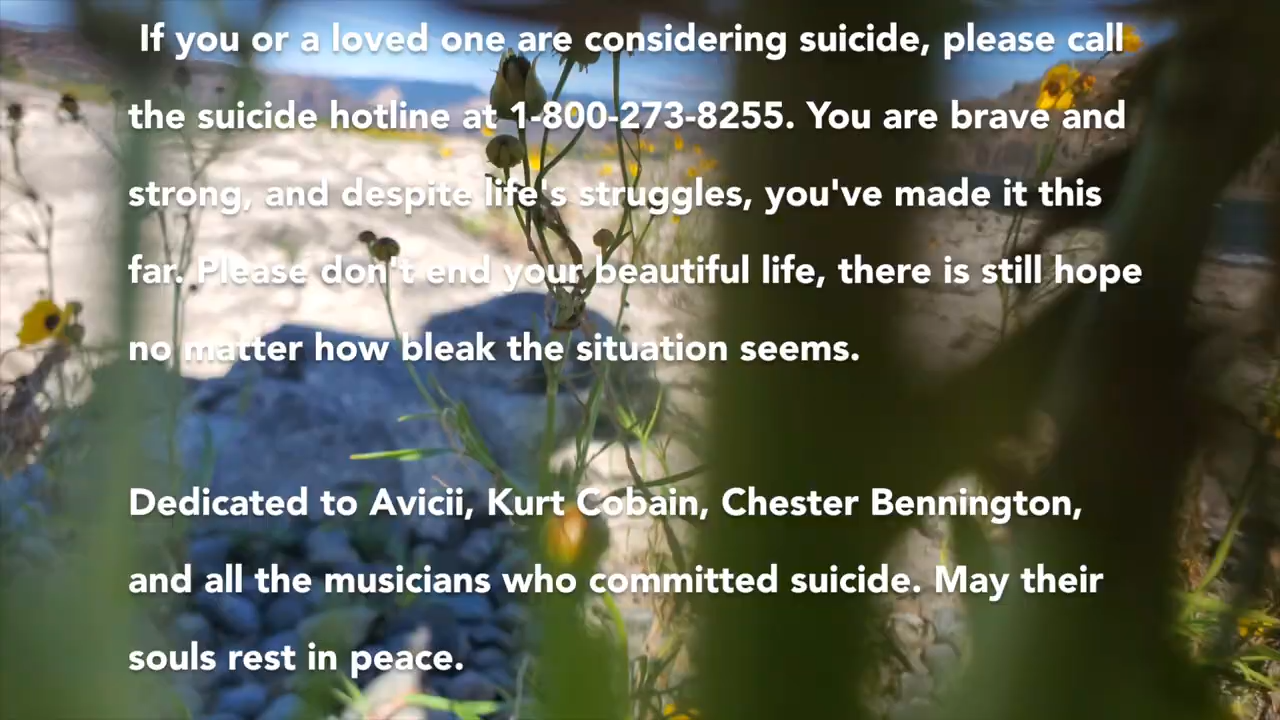 If you or a loved one are considering suicide, please call
the suicide hotline at 1-800-273-8255. You are brave and
strong, and despite life's struggles, you've made it this
far. Please don't end your beautiful life, there is still hope
no matter how bleak the situation seems.
Dedicated to Avicii, Kurt Cobain, Chester Bennington,
and all the musicians who committed suicide. May their
souls rest in peace.